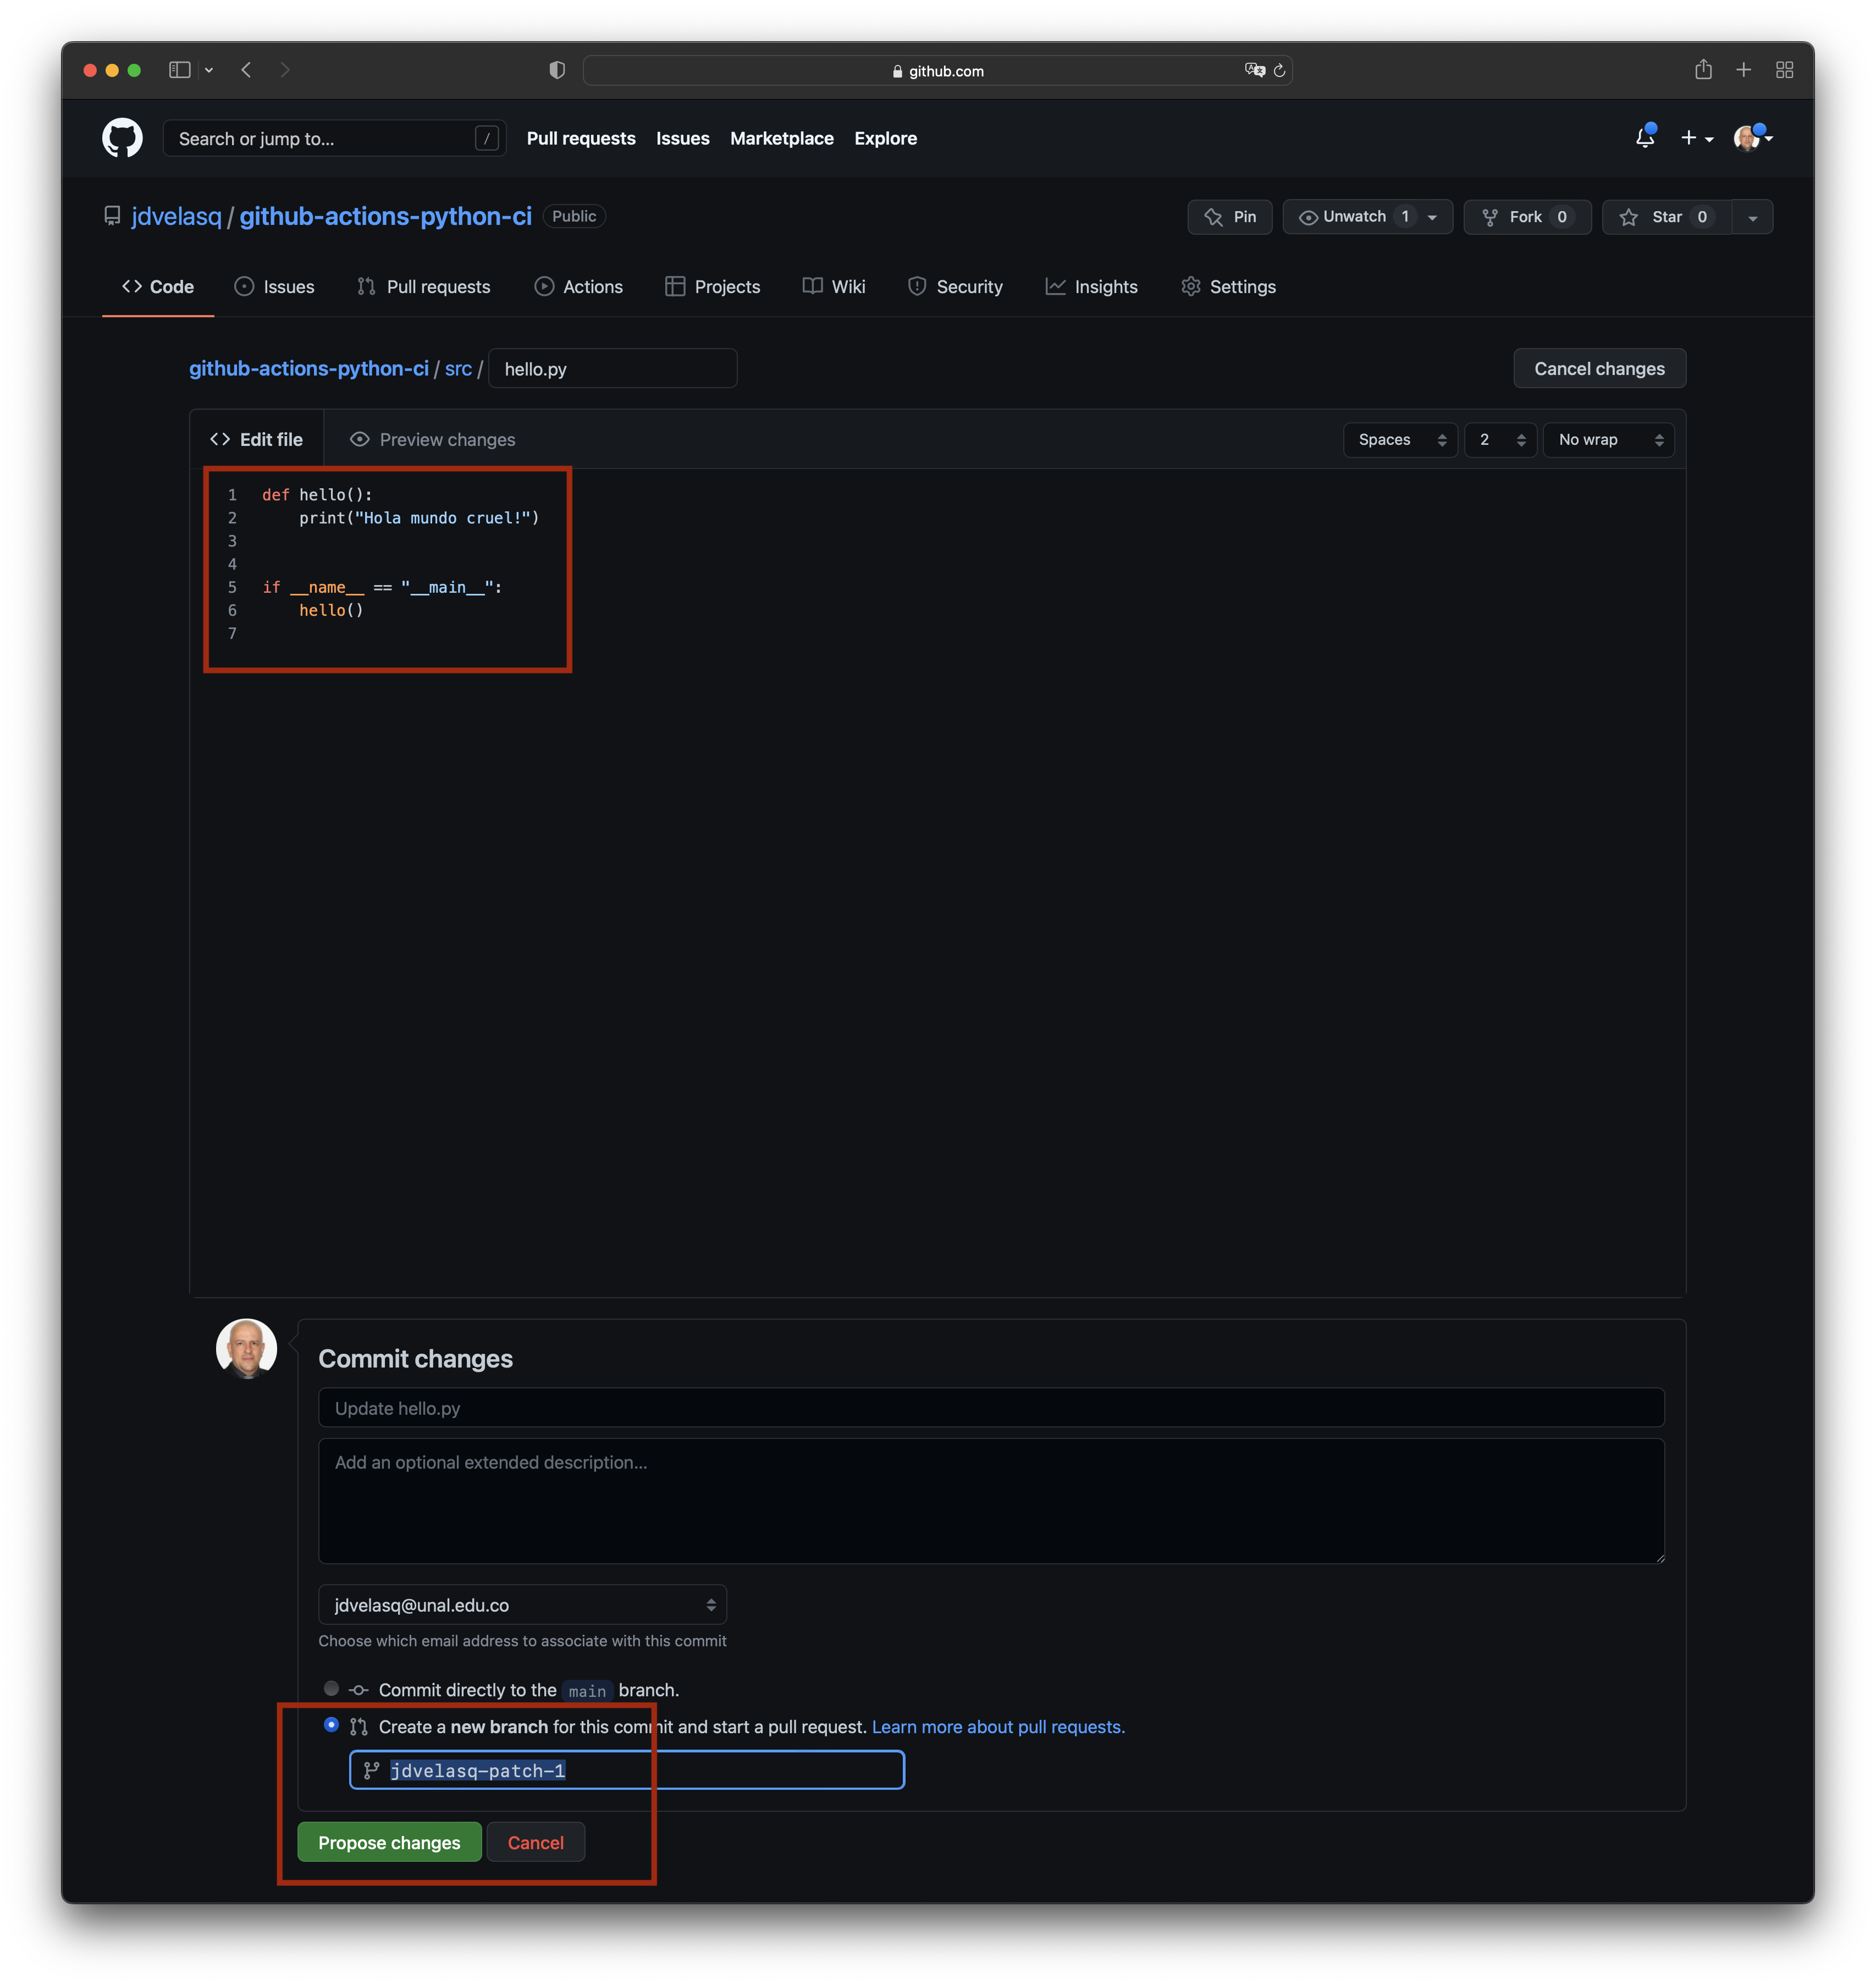 github.com
Search or jump to... / Pull requests Issues Marketplace Explore
jdvelasq / github-actions-python-ci Public Pin Unwatch 1 Fork 0 Star 0
Code Issues Pull requests Actions Projects Wiki Security Insights Settings
github-actions-python-ci / src / hello.py Cancel changes
Edit file Preview changes Spaces 2 No wrap
1 def hello():
2     print("Hola mundo cruel!")
3
4
5 if __name__ == "__main__":
6     hello()
7
Commit changes
Update hello.py
Add an optional extended description...
jdvelasq@unal.edu.co
Choose which email address to associate with this commit
Commit directly to the main branch.
Create a new branch for this commit and start a pull request. Learn more about pull requests.
jdvelasq-patch-1
Propose changes Cancel